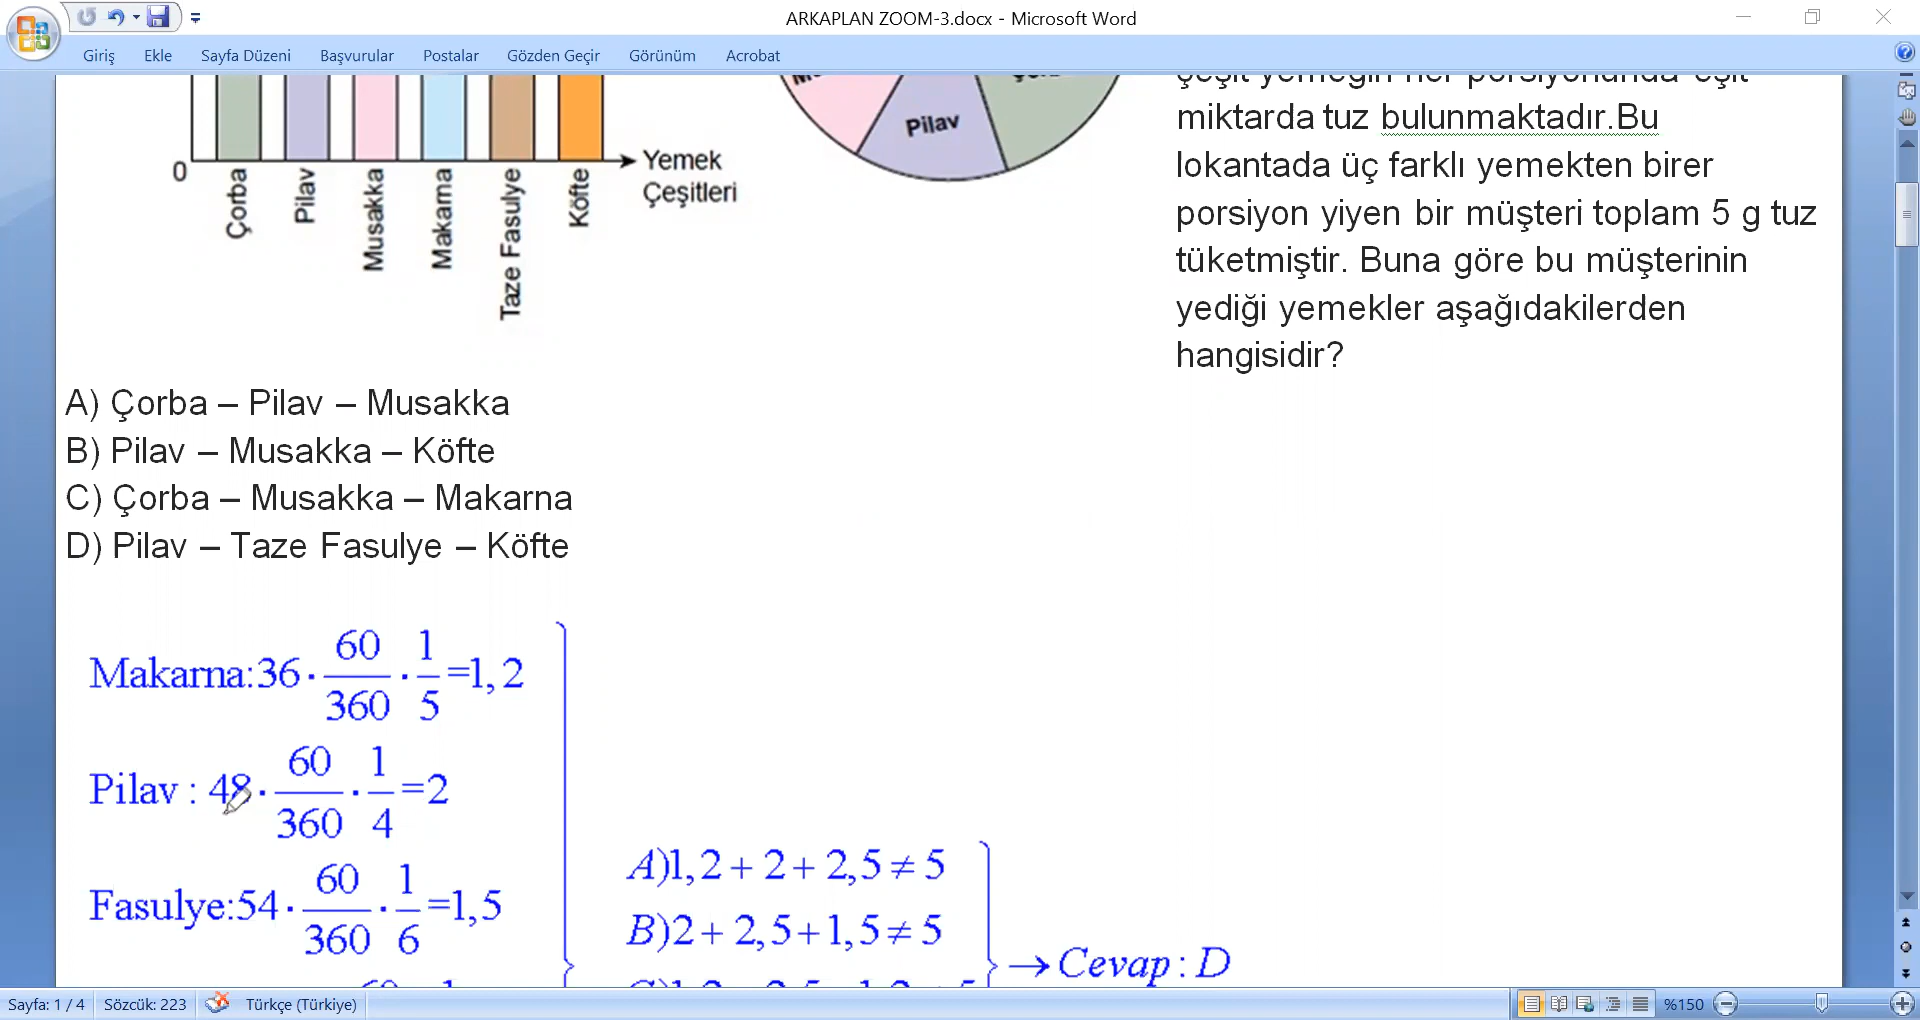 ARKAPLAN ZOOM-3.docx - Microsoft Word
Giriş Ekle Sayfa Düzeni Başvurular Postalar Gözden Geçir Görünüm Acrobat
0
Çorba
Pilav
Musakka
Makarna
Taze Fasulye
Köfte
Yemek
Çeşitleri
Pilav
çeşit yemeğin her porsiyonunda eşit
miktarda tuz bulunmaktadır.Bu
lokantada üç farklı yemekten birer
porsiyon yiyen bir müşteri toplam 5 g tuz
tüketmiştir. Buna göre bu müşterinin
yediği yemekler aşağıdakilerden
hangisidir?
A) Çorba – Pilav – Musakka
B) Pilav – Musakka – Köfte
C) Çorba – Musakka – Makarna
D) Pilav – Taze Fasulye – Köfte
Makarna:36·60/360·1/5=1,2
Pilav : 48·60/360·1/4=2
Fasulye:54·60/360·1/6=1,5
A)1,2+2+2,5≠5
B)2+2,5+1,5≠5
→Cevap : D
Sayfa: 1 / 4 Sözcük: 223 Türkçe (Türkiye) %150